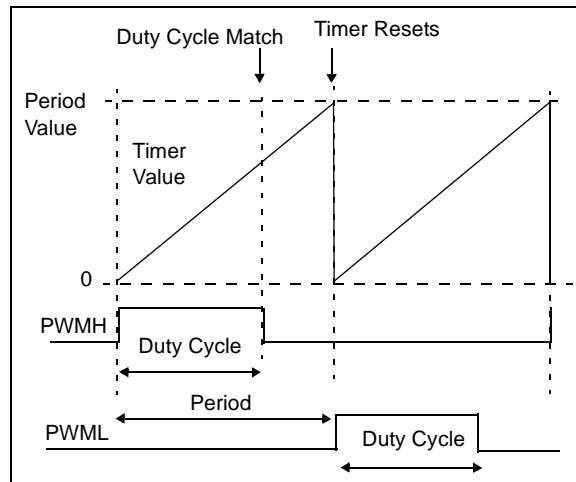 Duty Cycle Match
Timer Resets
Period
Value
Timer
Value
0
PWMH
Duty Cycle
Period
PWML
Duty Cycle